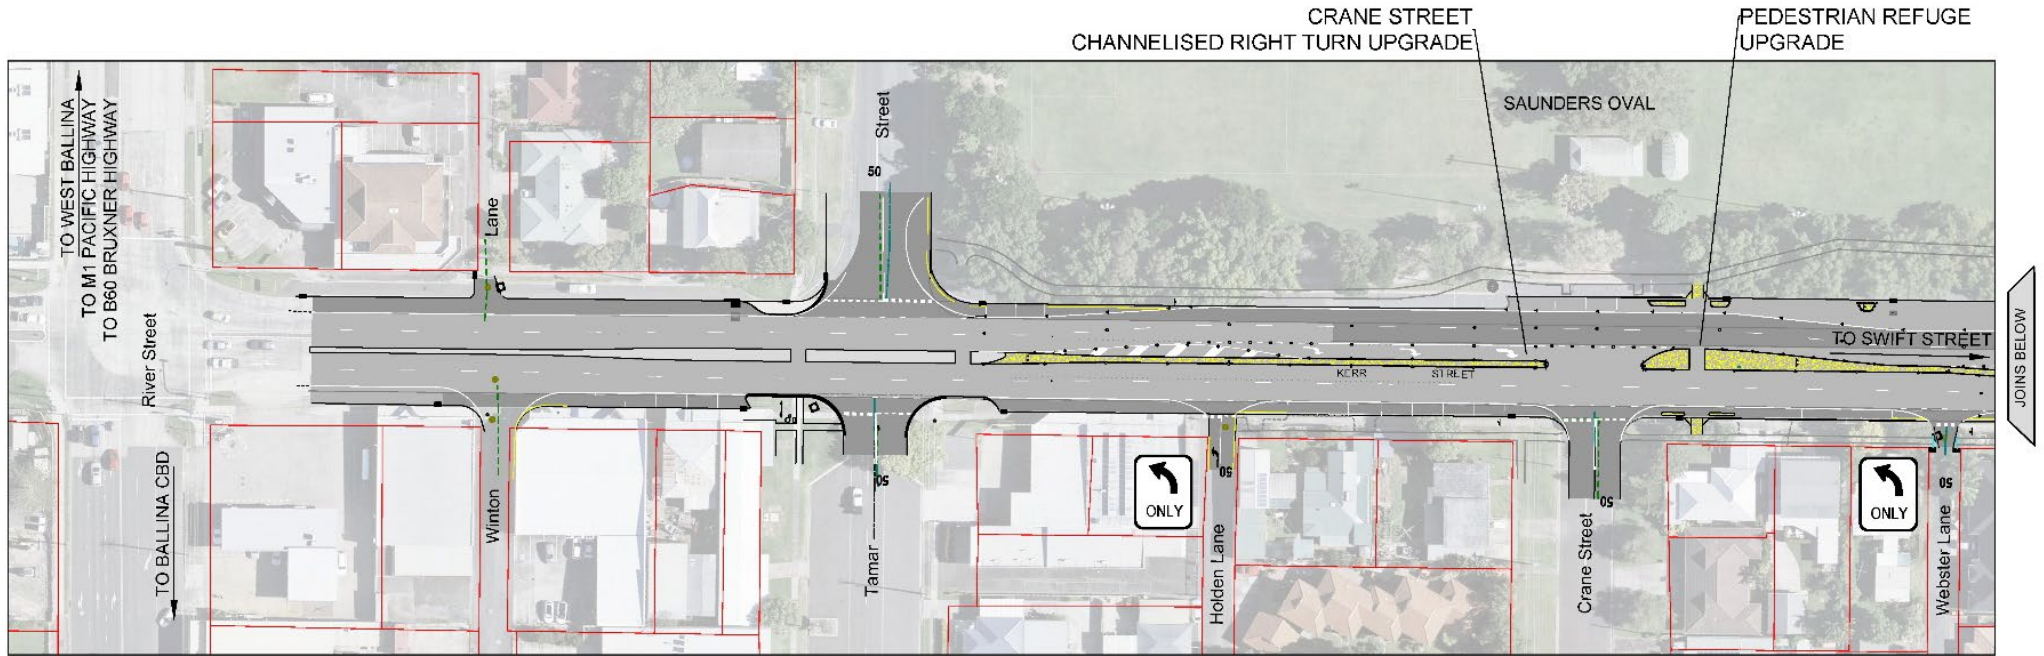 CRANE STREET
CHANNELISED RIGHT TURN UPGRADE
PEDESTRIAN REFUGE
UPGRADE
SAUNDERS OVAL
TO WEST BALLINA
TO M1 PACIFIC HIGHWAY
TO B60 BRUXNER HIGHWAY
River Street
TO BALLINA CBD
Lane
Winton
Street
50
Tamar
50
KERR STREET
TO SWIFT STREET
JOINS BELOW
ONLY
50
Holden Lane
Crane Street
50
ONLY
50
Webster Lane